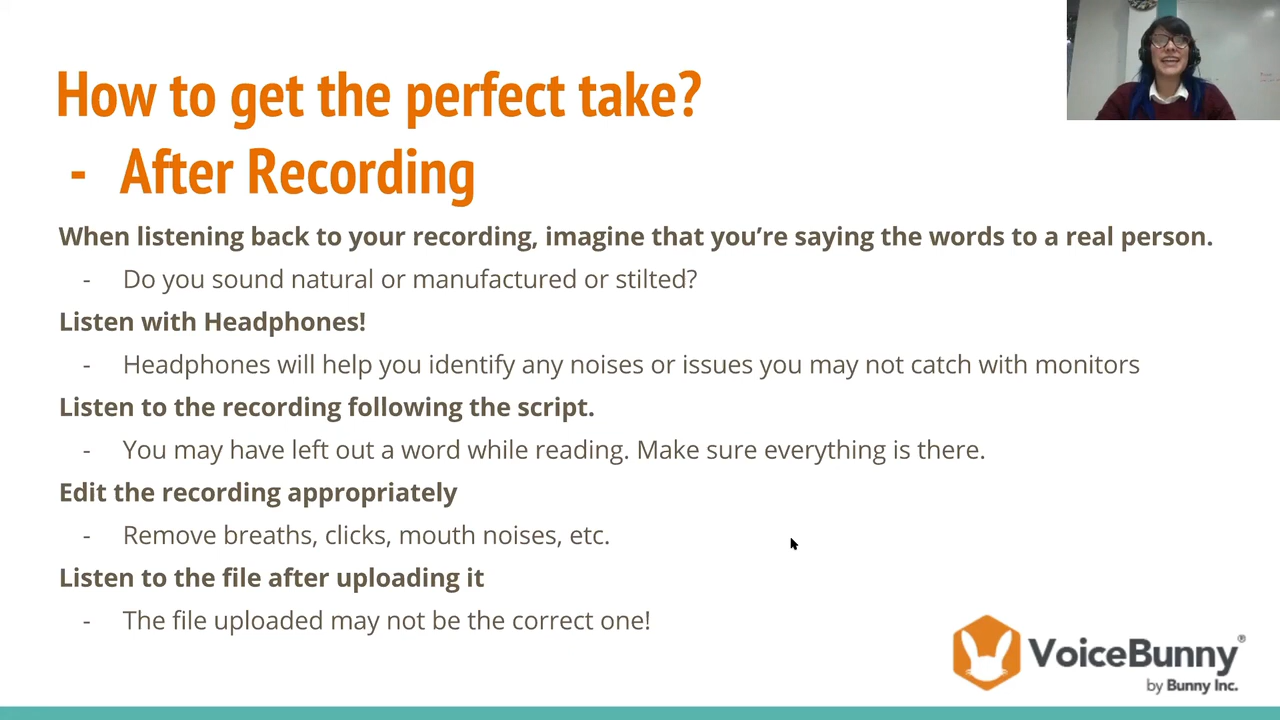 How to get the perfect take?
- After Recording
When listening back to your recording, imagine that you’re saying the words to a real person.
- Do you sound natural or manufactured or stilted?
Listen with Headphones!
- Headphones will help you identify any noises or issues you may not catch with monitors
Listen to the recording following the script.
- You may have left out a word while reading. Make sure everything is there.
Edit the recording appropriately
- Remove breaths, clicks, mouth noises, etc.
Listen to the file after uploading it
- The file uploaded may not be the correct one!
VoiceBunny®
by Bunny Inc.